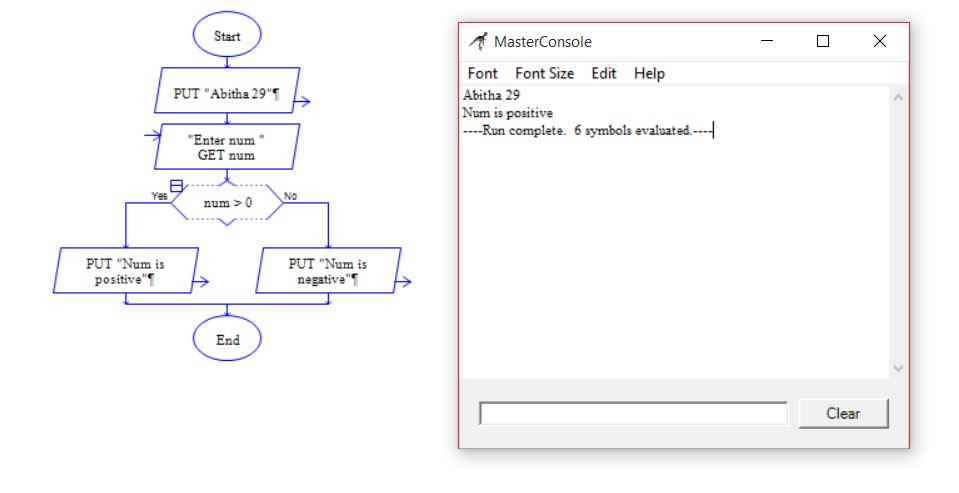 Start
PUT "Abitha 29"¶
"Enter num "
GET num
Yes
num > 0
No
PUT "Num is
positive"¶
PUT "Num is
negative"¶
End
MasterConsole
Font Font Size Edit Help
Abitha 29
Num is positive
----Run complete.  6 symbols evaluated.----
Clear